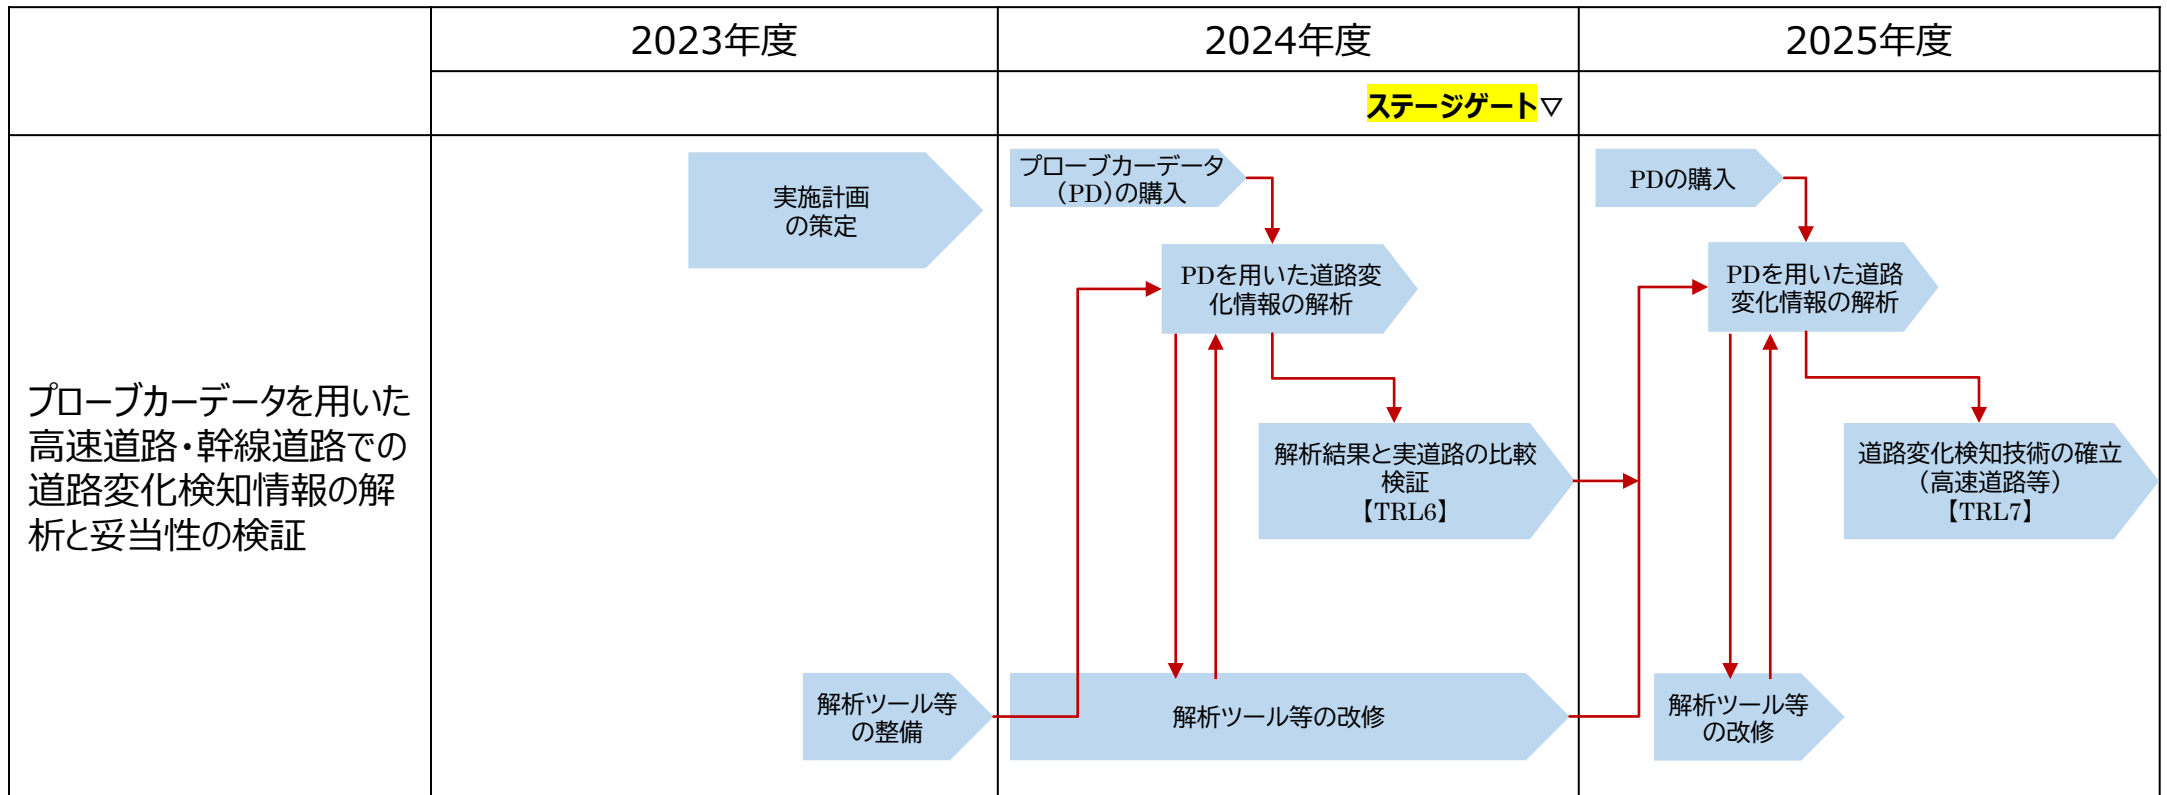 2023年度
2024年度
2025年度
ステージゲート▽
プローブカーデータを用いた
高速道路・幹線道路での
道路変化検知情報の解
析と妥当性の検証
実施計画
の策定
解析ツール等
の整備
プローブカーデータ
(PD)の購入
PDを用いた道路変
化情報の解析
解析結果と実道路の比較
検証
【TRL6】
解析ツール等の改修
PDの購入
PDを用いた道路
変化情報の解析
道路変化検知技術の確立
(高速道路等)
【TRL7】
解析ツール等
の改修